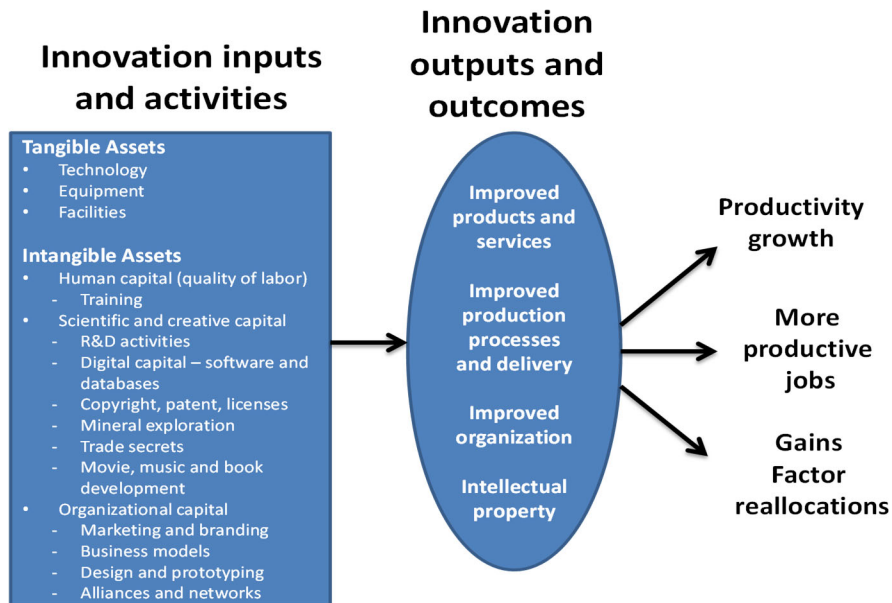 Innovation inputs
and activities
Tangible Assets
• Technology
• Equipment
• Facilities
Intangible Assets
• Human capital (quality of labor)
- Training
• Scientific and creative capital
- R&D activities
- Digital capital – software and
databases
- Copyright, patent, licenses
- Mineral exploration
- Trade secrets
- Movie, music and book
development
• Organizational capital
- Marketing and branding
- Business models
- Design and prototyping
- Alliances and networks
Innovation
outputs and
outcomes
Improved
products and
services
Improved
production
processes
and delivery
Improved
organization
Intellectual
property
Productivity
growth
More
productive
jobs
Gains
Factor
reallocations